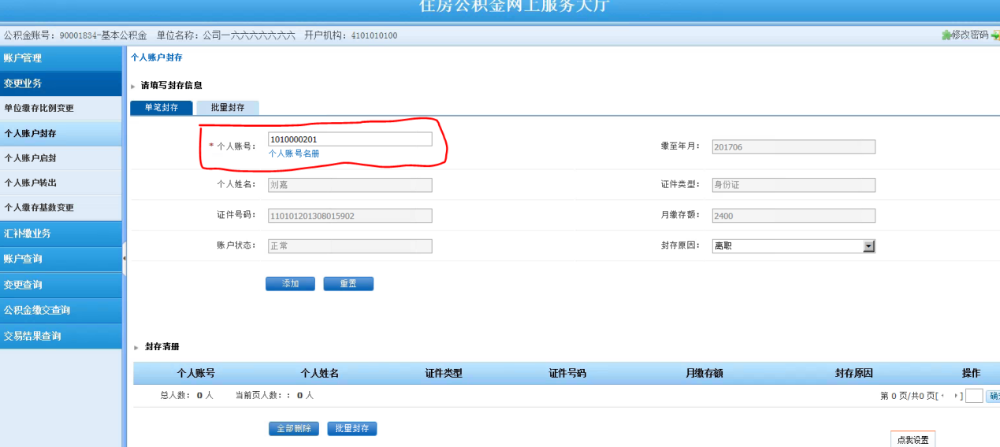 住房公积金网上服务大厅
公积金账号：90001834-基本公积金 单位名称：公司一六六六六六六六 开户机构：4101010100 修改密码
账户管理
变更业务
单位缴存比例变更
个人账户封存
个人账户启封
个人账户转出
个人缴存基数变更
汇补缴业务
账户查询
变更查询
公积金缴交查询
交易结果查询
个人账户封存
请填写封存信息
单笔封存 批量封存
* 个人账号： 1010000201 缴至年月： 201706
个人账号名册
个人姓名： 刘嘉 证件类型： 身份证
证件号码： 110101201308015902 月缴存额： 2400
账户状态： 正常 封存原因： 离职
添加 重置
封存清册
个人账号 个人姓名 证件类型 证件号码 月缴存额 封存原因 操作
总人数： 0 人 当前页人数：： 0 人 第 0 页/共0 页[ ] 确
全部删除 批量封存
点我设置